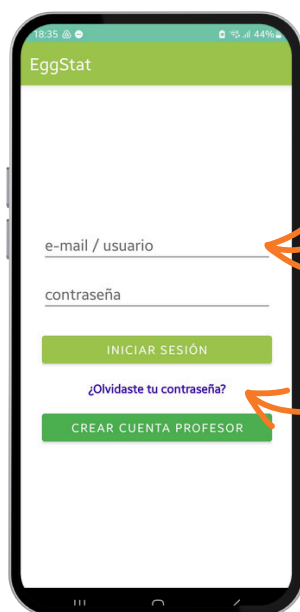 18:35 44%
EggStat
e-mail / usuario
contraseña
INICIAR SESIÓN
¿Olvidaste tu contraseña?
CREAR CUENTA PROFESOR